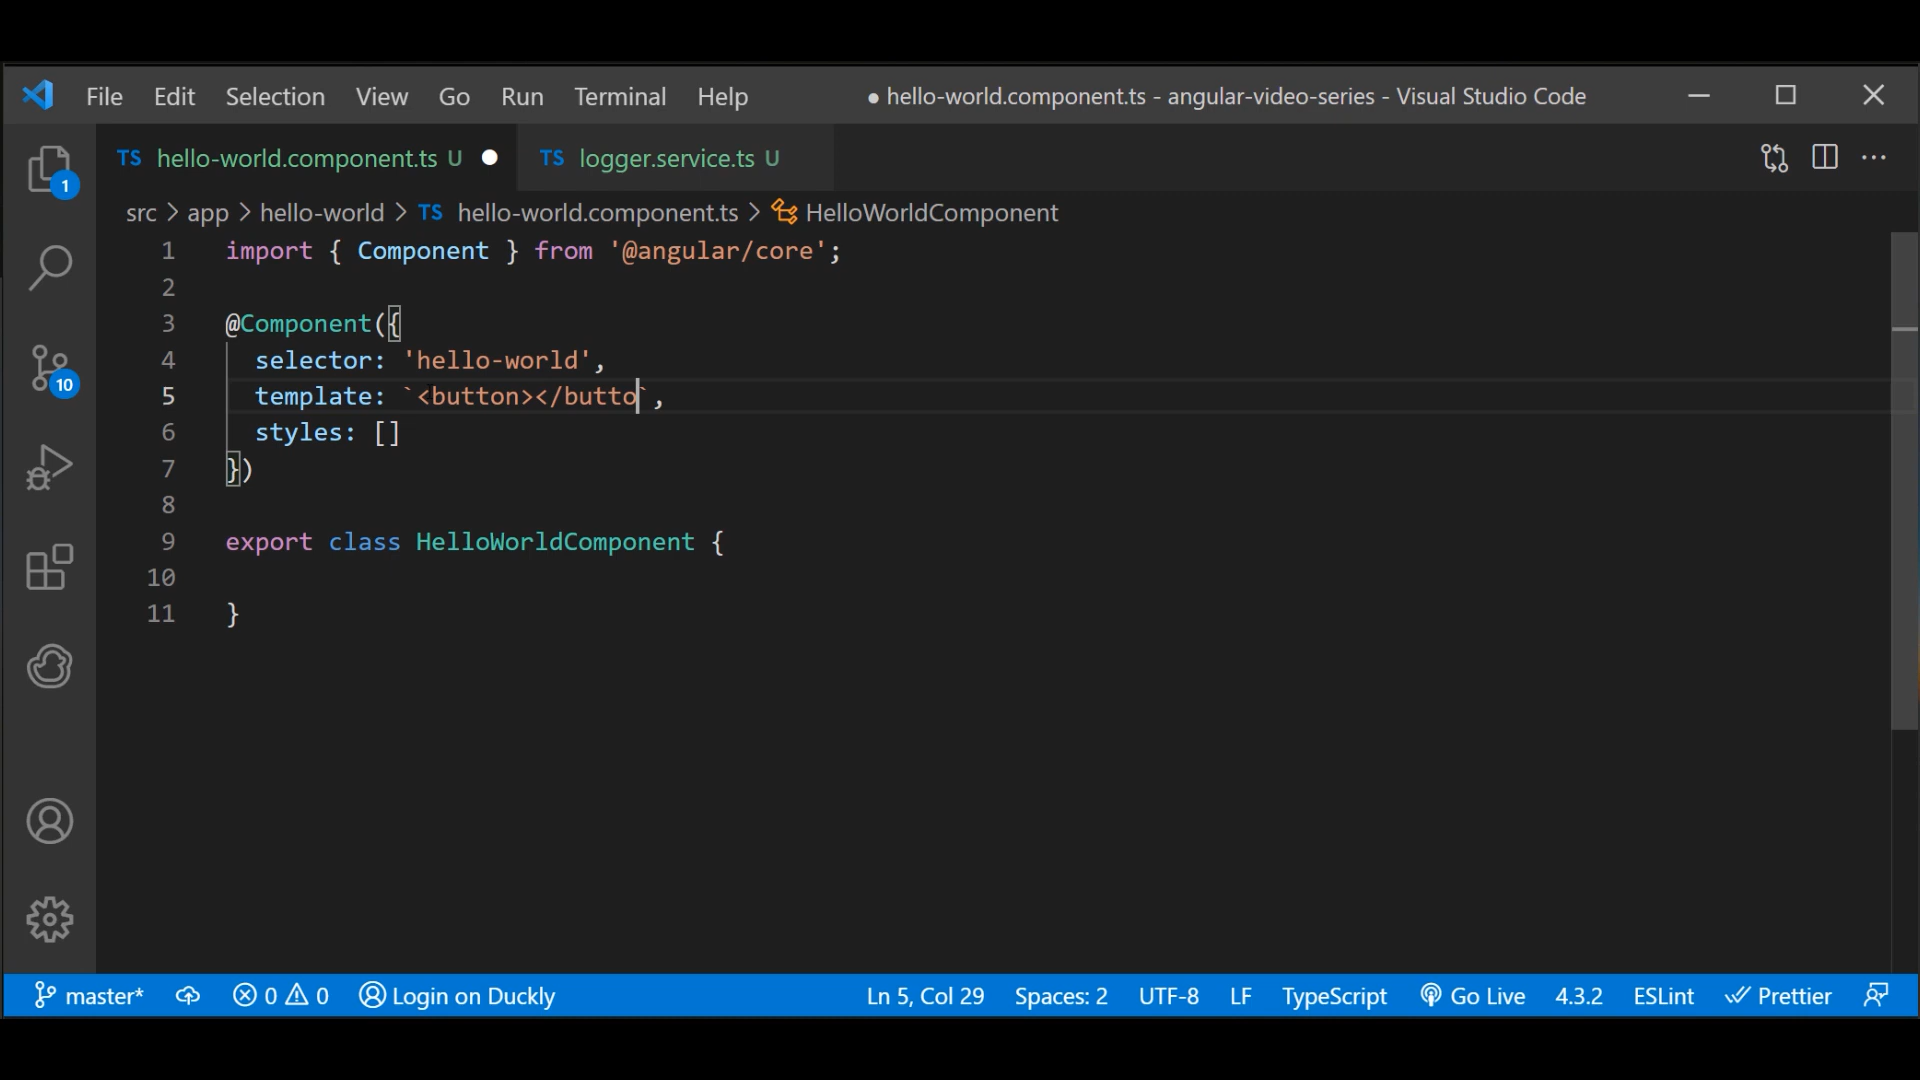 File Edit Selection View Go Run Terminal Help ● hello-world.component.ts - angular-video-series - Visual Studio Code
TS hello-world.component.ts U ● TS logger.service.ts U
src > app > hello-world > TS hello-world.component.ts > HelloWorldComponent
1 import { Component } from '@angular/core';
2
3 @Component({
4   selector: 'hello-world',
5   template: `<button></butto`,
6   styles: []
7 })
8
9 export class HelloWorldComponent {
10
11 }
1
10
master* 0 0 Login on Duckly Ln 5, Col 29 Spaces: 2 UTF-8 LF TypeScript Go Live 4.3.2 ESLint Prettier